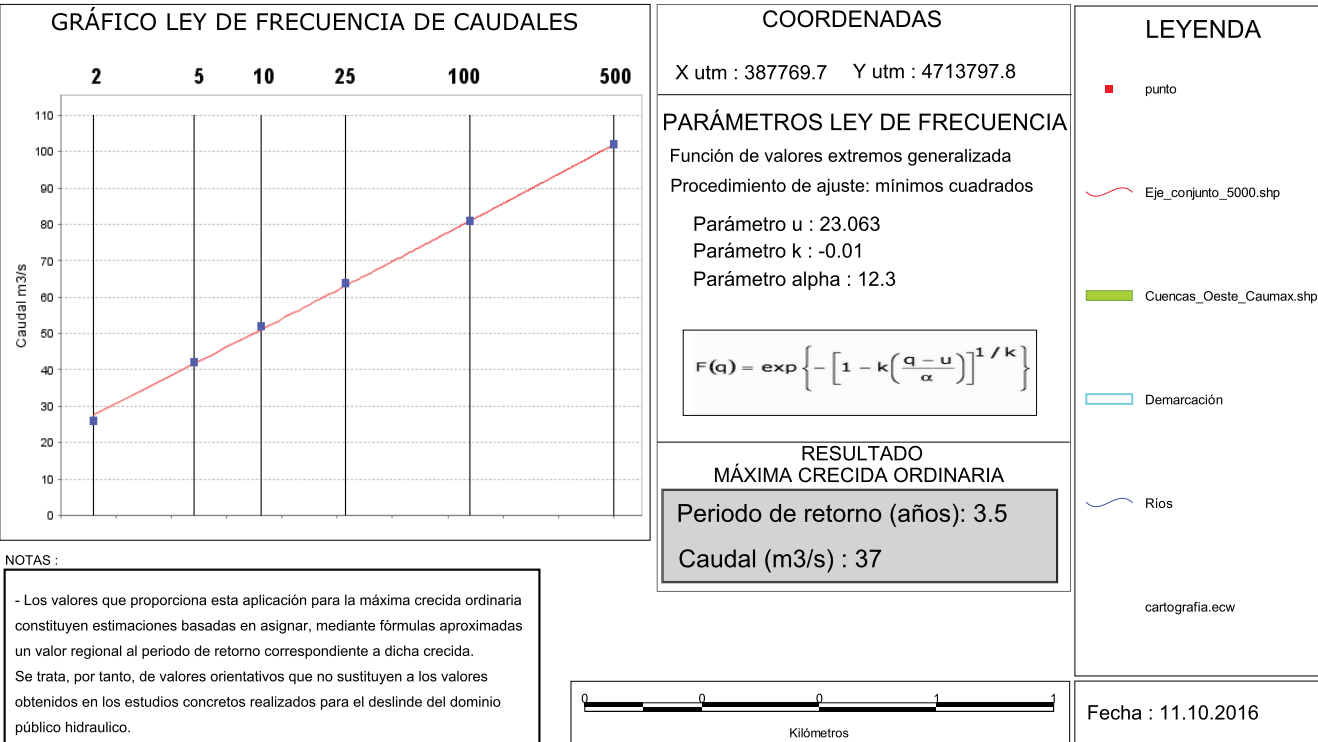 GRÁFICO LEY DE FRECUENCIA DE CAUDALES
2 5 10 25 100 500
110
100
90
80
70
60
50
40
30
20
10
0
Caudal m3/s
NOTAS :
- Los valores que proporciona esta aplicación para la máxima crecida ordinaria
constituyen estimaciones basadas en asignar, mediante fórmulas aproximadas
un valor regional al periodo de retorno correspondiente a dicha crecida.
Se trata, por tanto, de valores orientativos que no sustituyen a los valores
obtenidos en los estudios concretos realizados para el deslinde del dominio
público hidraulico.
COORDENADAS
X utm : 387769.7 Y utm : 4713797.8
PARÁMETROS LEY DE FRECUENCIA
Función de valores extremos generalizada
Procedimiento de ajuste: mínimos cuadrados
Parámetro u : 23.063
Parámetro k : -0.01
Parámetro alpha : 12.3
F(q) = exp{-[1 - k((q - u)/α)]^1/k}
RESULTADO
MÁXIMA CRECIDA ORDINARIA
Periodo de retorno (años): 3.5
Caudal (m3/s) : 37
0 0 0 1 1
Kilómetros
LEYENDA
punto
Eje_conjunto_5000.shp
Cuencas_Oeste_Caumax.shp
Demarcación
Ríos
cartografia.ecw
Fecha : 11.10.2016